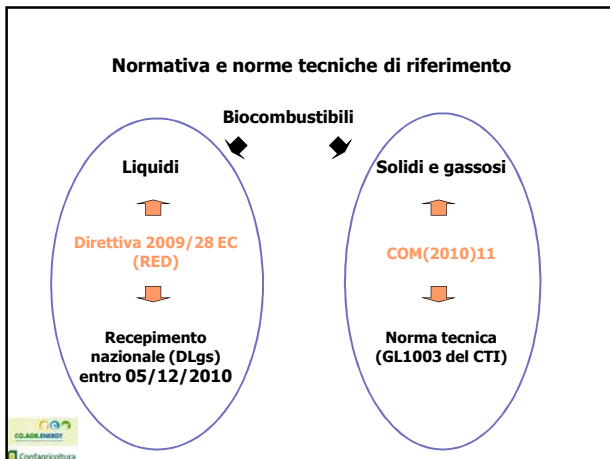 Normativa e norme tecniche di riferimento
Biocombustibili
Liquidi
Direttiva 2009/28 EC
(RED)
Recepimento
nazionale (DLgs)
entro 05/12/2010
Solidi e gassosi
COM(2010)11
Norma tecnica
(GL1003 del CTI)
CO.AGR.ENERGY
Confagricoltura